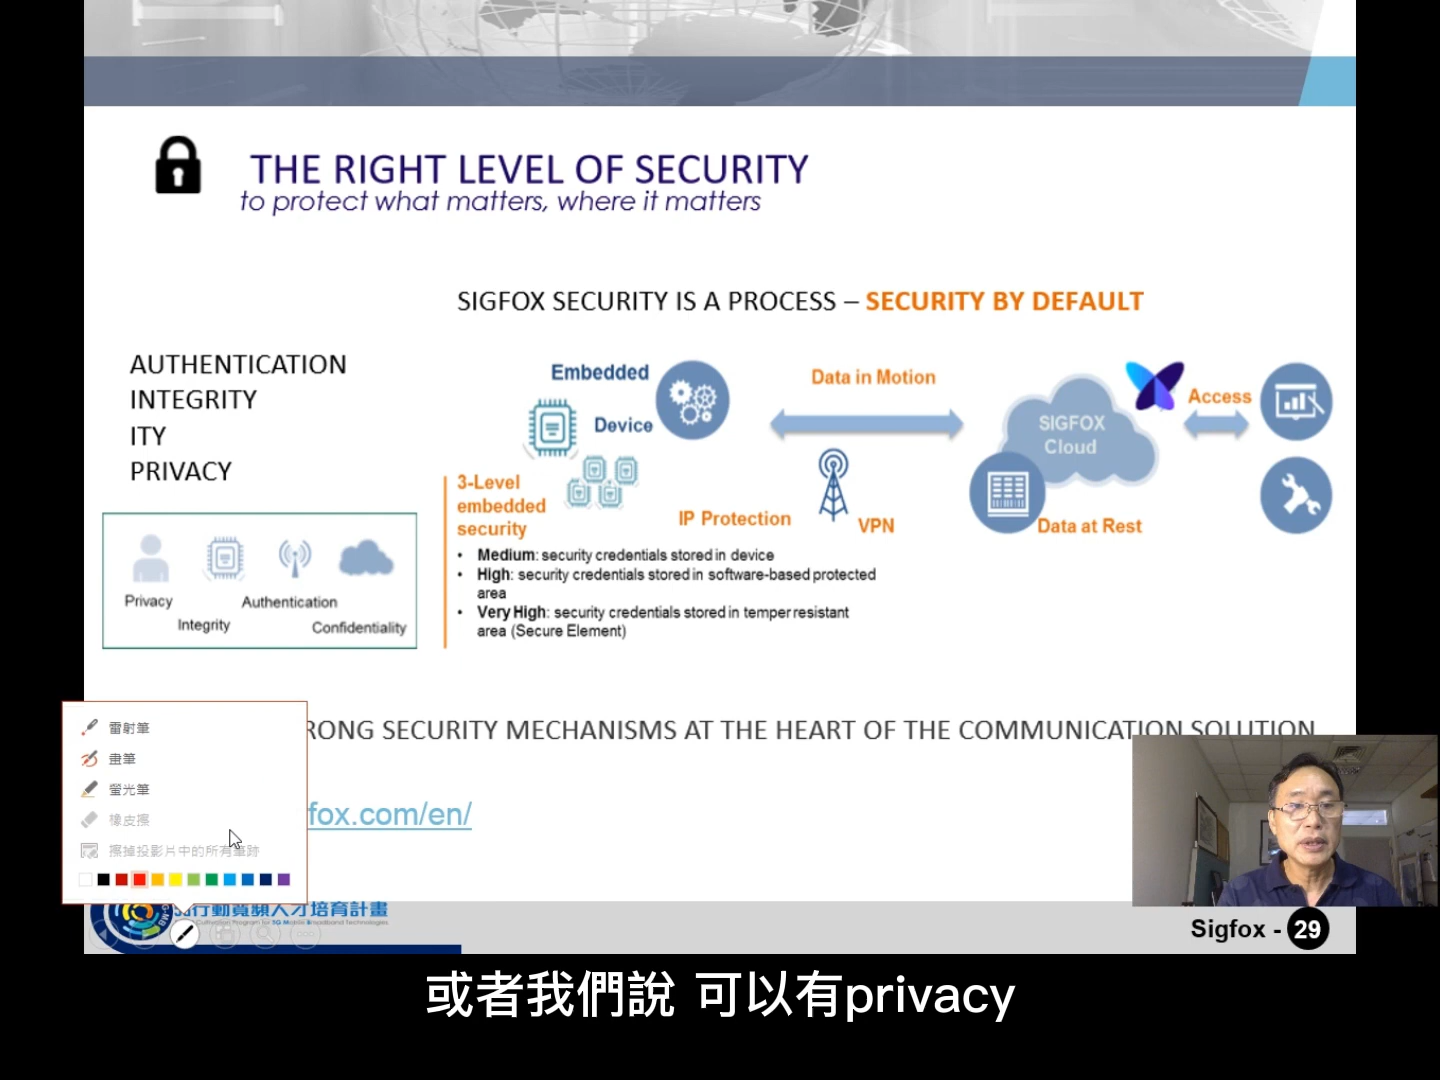 THE RIGHT LEVEL OF SECURITY
to protect what matters, where it matters
SIGFOX SECURITY IS A PROCESS – SECURITY BY DEFAULT
AUTHENTICATION
INTEGRITY
ITY
PRIVACY
Privacy
Integrity
Authentication
Confidentiality
Embedded
Device
Data in Motion
SIGFOX
Cloud
Access
3-Level
embedded
security
IP Protection
VPN
Data at Rest
• Medium: security credentials stored in device
• High: security credentials stored in software-based protected
area
• Very High: security credentials stored in temper resistant
area (Secure Element)
RONG SECURITY MECHANISMS AT THE HEART OF THE COMMUNICATION SOLUTION
fox.com/en/
雷射筆
畫筆
螢光筆
橡皮擦
擦掉投影片中的所有筆跡
行動寬頻人才培育計畫
Cultivation Program for 5G Mobile Broadband Technologies
Sigfox - 29
或者我們說 可以有privacy